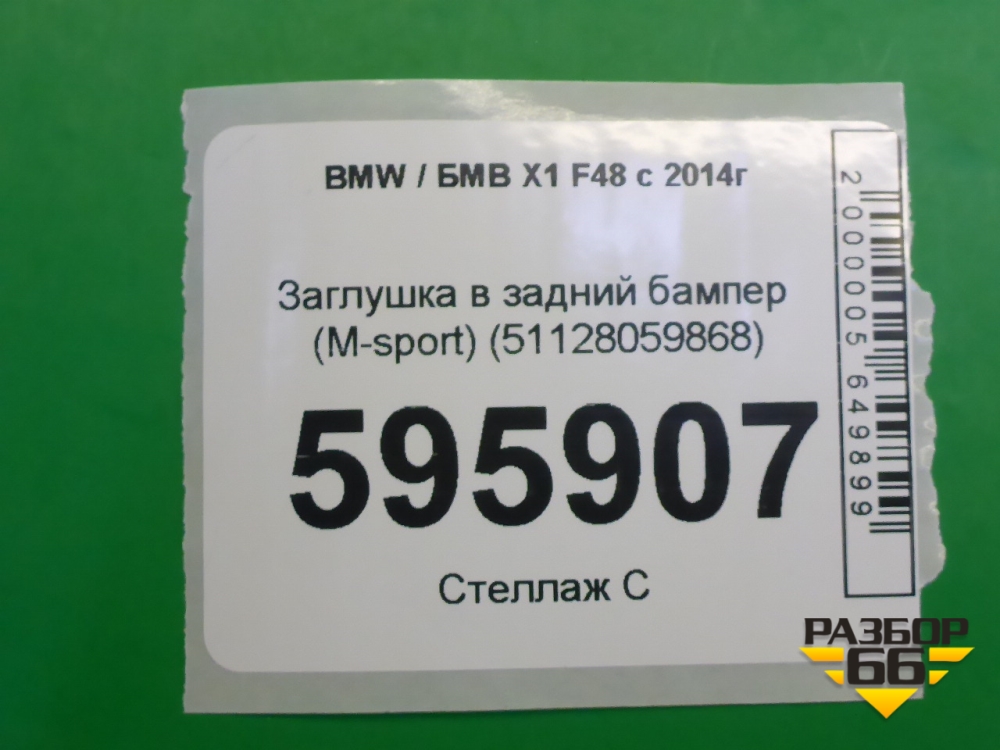 BMW / БМВ X1 F48 с 2014г
Заглушка в задний бампер
(M-sport) (51128059868)
595907
Стеллаж С
2000005649899
РАЗБОР
66